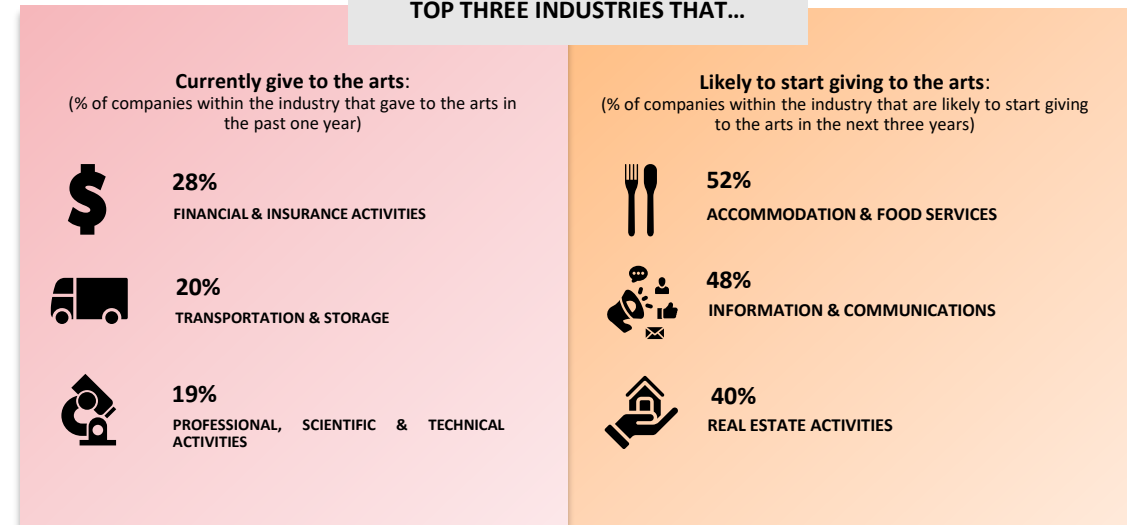 TOP THREE INDUSTRIES THAT…
Currently give to the arts:
(% of companies within the industry that gave to the arts in
the past one year)
28%
FINANCIAL & INSURANCE ACTIVITIES
20%
TRANSPORTATION & STORAGE
19%
PROFESSIONAL, SCIENTIFIC & TECHNICAL
ACTIVITIES
Likely to start giving to the arts:
(% of companies within the industry that are likely to start giving
to the arts in the next three years)
52%
ACCOMMODATION & FOOD SERVICES
48%
INFORMATION & COMMUNICATIONS
40%
REAL ESTATE ACTIVITIES